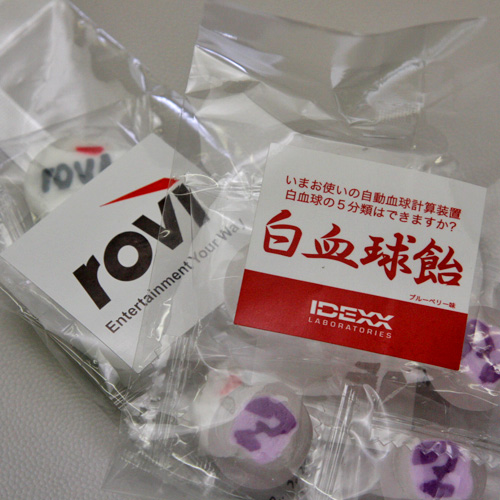 rovi
rovi
Entertainment Your Way
いまお使いの自動血球計算装置
白血球の5分類はできますか?
白血球飴
ブルーベリー味
IDEXX
LABORATORIES